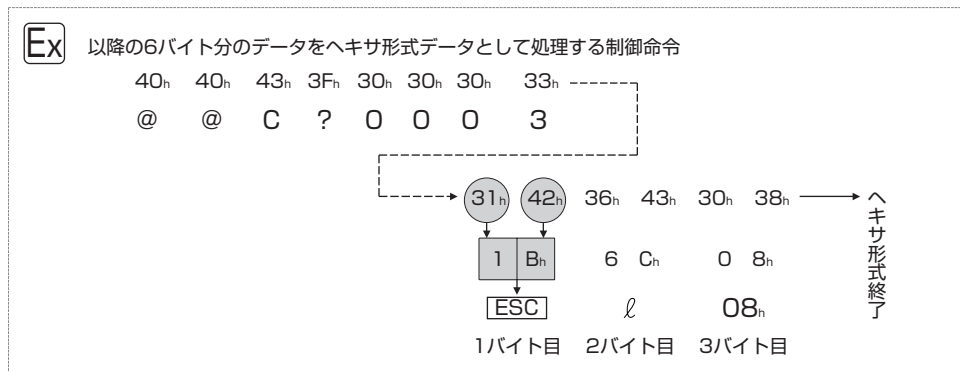 Ex 以降の6バイト分のデータをヘキサ形式データとして処理する制御命令
40h 40h 43h 3Fh 30h 30h 30h 33h
@ @ C ? 0 0 0 3
31h 42h 36h 43h 30h 38h
ヘキサ形式終了
1 Bh 6 Ch 0 8h
ESC ℓ 08h
1バイト目 2バイト目 3バイト目